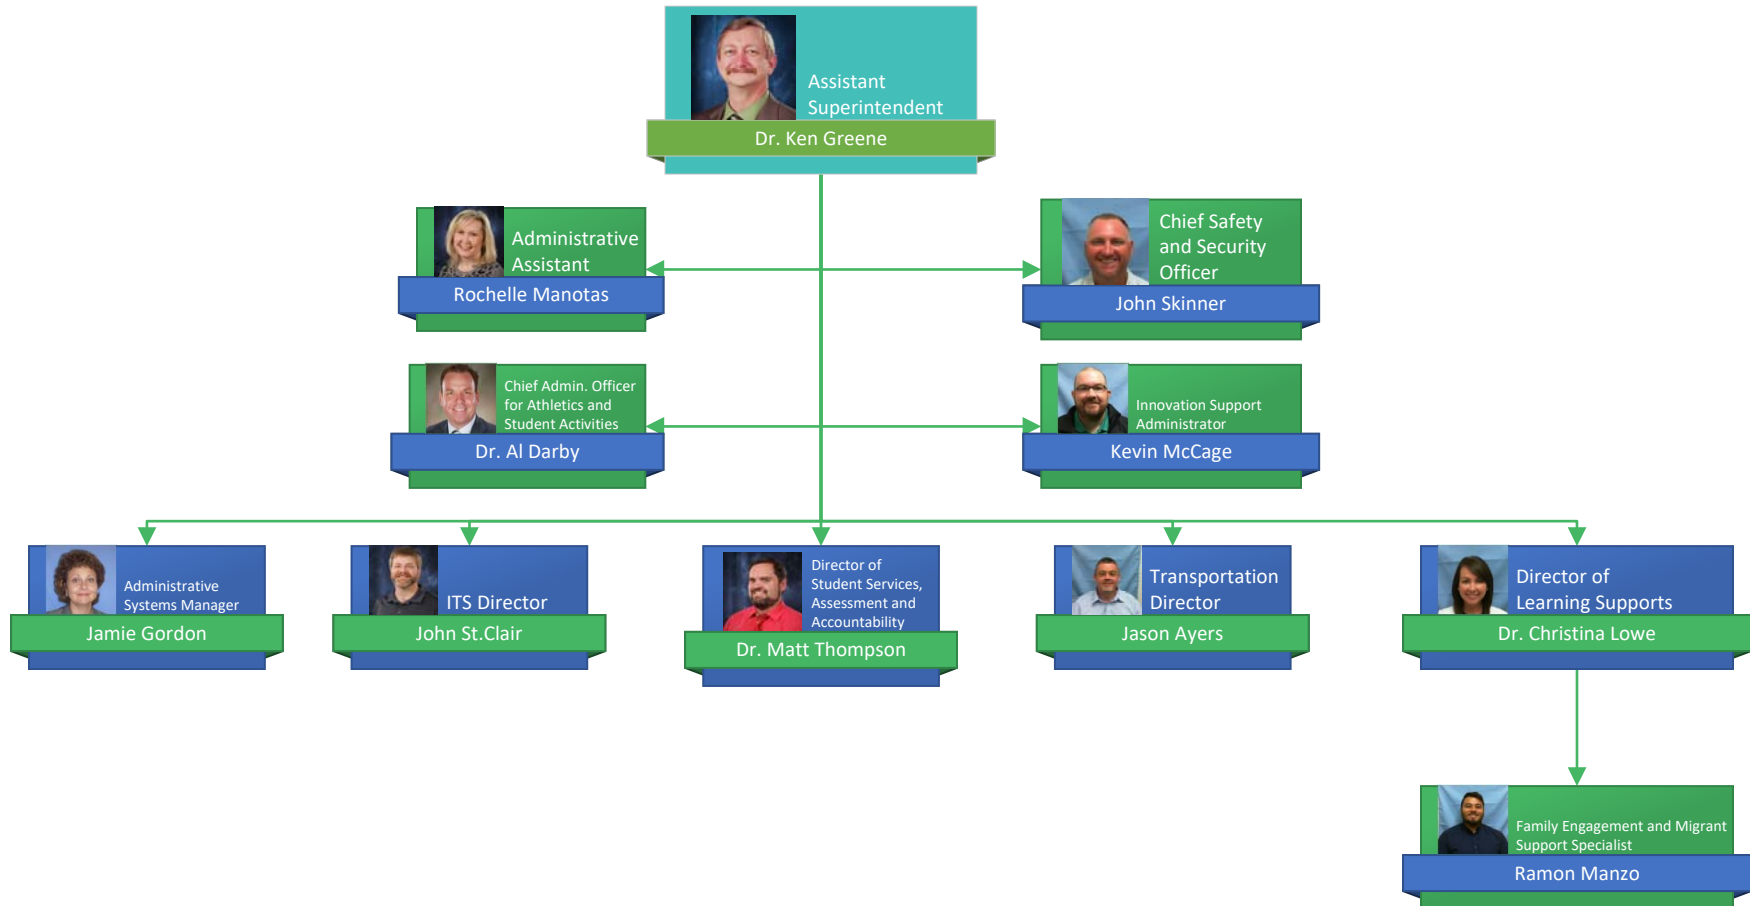 Assistant
Superintendent
Dr. Ken Greene
Administrative
Assistant
Rochelle Manotas
Chief Safety
and Security
Officer
John Skinner
Chief Admin. Officer
for Athletics and
Student Activities
Dr. Al Darby
Innovation Support
Administrator
Kevin McCage
Administrative
Systems Manager
Jamie Gordon
ITS Director
John St.Clair
Director of
Student Services,
Assessment and
Accountability
Dr. Matt Thompson
Transportation
Director
Jason Ayers
Director of
Learning Supports
Dr. Christina Lowe
Family Engagement and Migrant
Support Specialist
Ramon Manzo